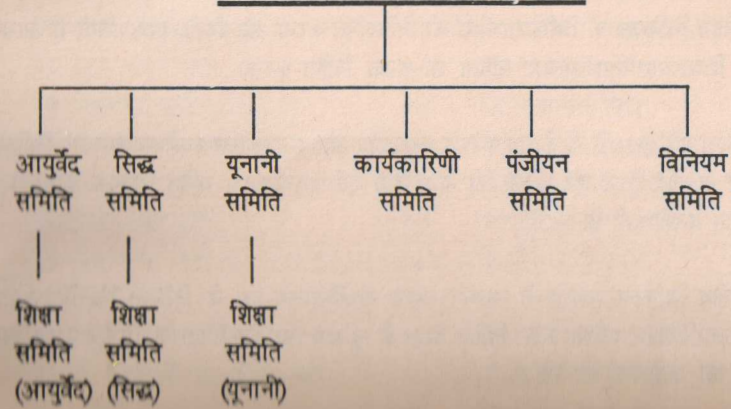 आयुर्वेद सिद्ध यूनानी कार्यकारिणी पंजीयन विनियम
समिति समिति समिति समिति समिति समिति
शिक्षा शिक्षा शिक्षा
समिति समिति समिति
(आयुर्वेद) (सिद्ध) (यूनानी)